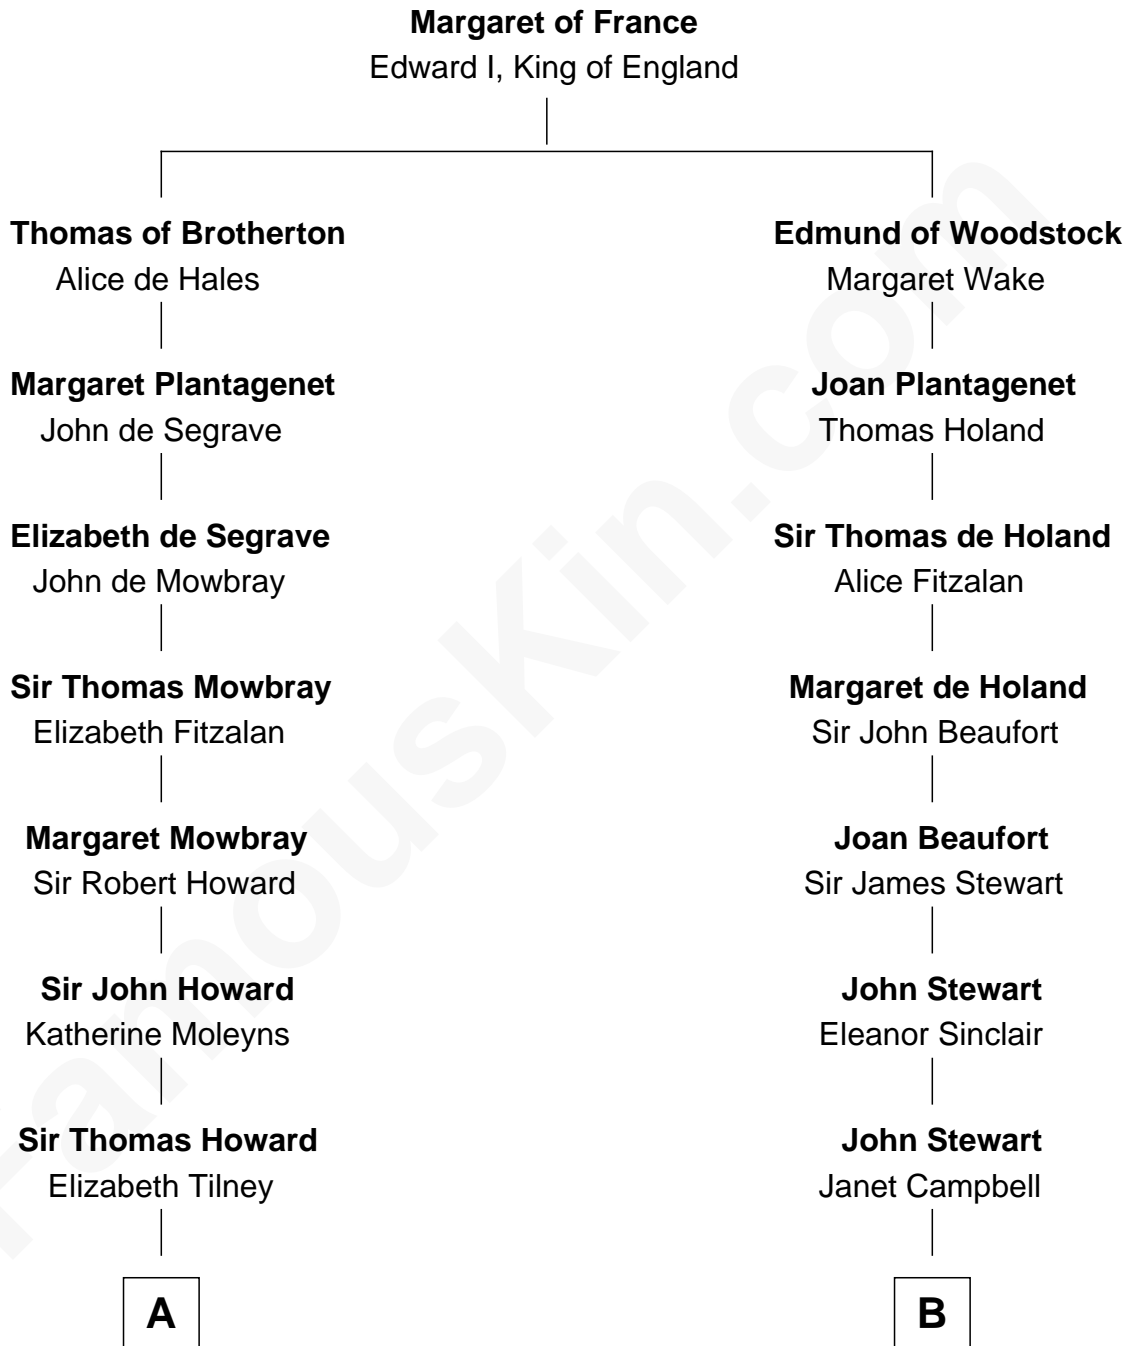 Margaret of France
Edward I, King of England
Thomas of Brotherton
Alice de Hales
Edmund of Woodstock
Margaret Wake
Margaret Plantagenet
John de Segrave
Joan Plantagenet
Thomas Holand
Elizabeth de Segrave
John de Mowbray
Sir Thomas de Holand
Alice Fitzalan
Sir Thomas Mowbray
Elizabeth Fitzalan
Margaret de Holand
Sir John Beaufort
Margaret Mowbray
Sir Robert Howard
Joan Beaufort
Sir James Stewart
Sir John Howard
Katherine Moleyns
John Stewart
Eleanor Sinclair
Sir Thomas Howard
Elizabeth Tilney
John Stewart
Janet Campbell
A
B
FamousKin.com